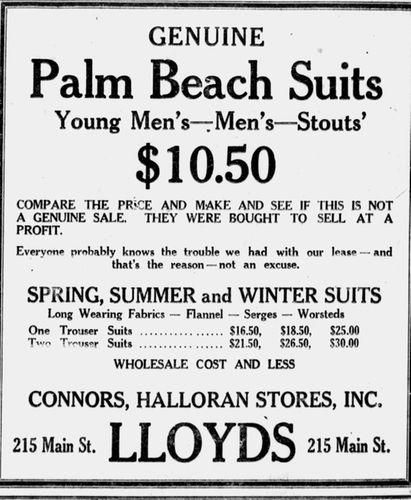 GENUINE
Palm Beach Suits
Young Men's—Men's—Stouts'
$10.50
COMPARE THE PRICE AND MAKE AND SEE IF THIS IS NOT
A GENUINE SALE. THEY WERE BOUGHT TO SELL AT A
PROFIT.
Everyone probably knows the trouble we had with our lease — and
that's the reason — not an excuse.
SPRING, SUMMER and WINTER SUITS
Long Wearing Fabrics — Flannel — Serges — Worsteds
One Trouser Suits ................ $16.50, $18.50, $25.00
Two Trouser Suits ................ $21.50, $26.50, $30.00
WHOLESALE COST AND LESS
CONNORS, HALLORAN STORES, INC.
215 Main St. LLOYDS 215 Main St.